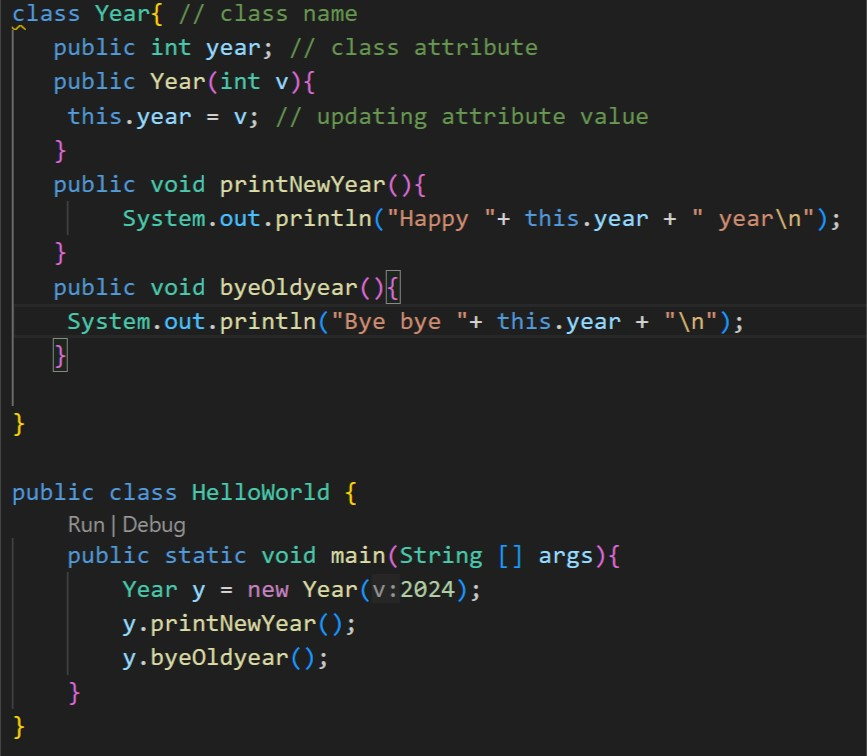 class Year{ // class name
public int year; // class attribute
public Year(int v){
this.year = v; // updating attribute value
}
public void printNewYear(){
System.out.println("Happy "+ this.year + " year\n");
}
public void byeOldyear(){
System.out.println("Bye bye "+ this.year + "\n");
}
}
public class HelloWorld {
Run | Debug
public static void main(String [] args){
Year y = new Year(v:2024);
y.printNewYear();
y.byeOldyear();
}
}